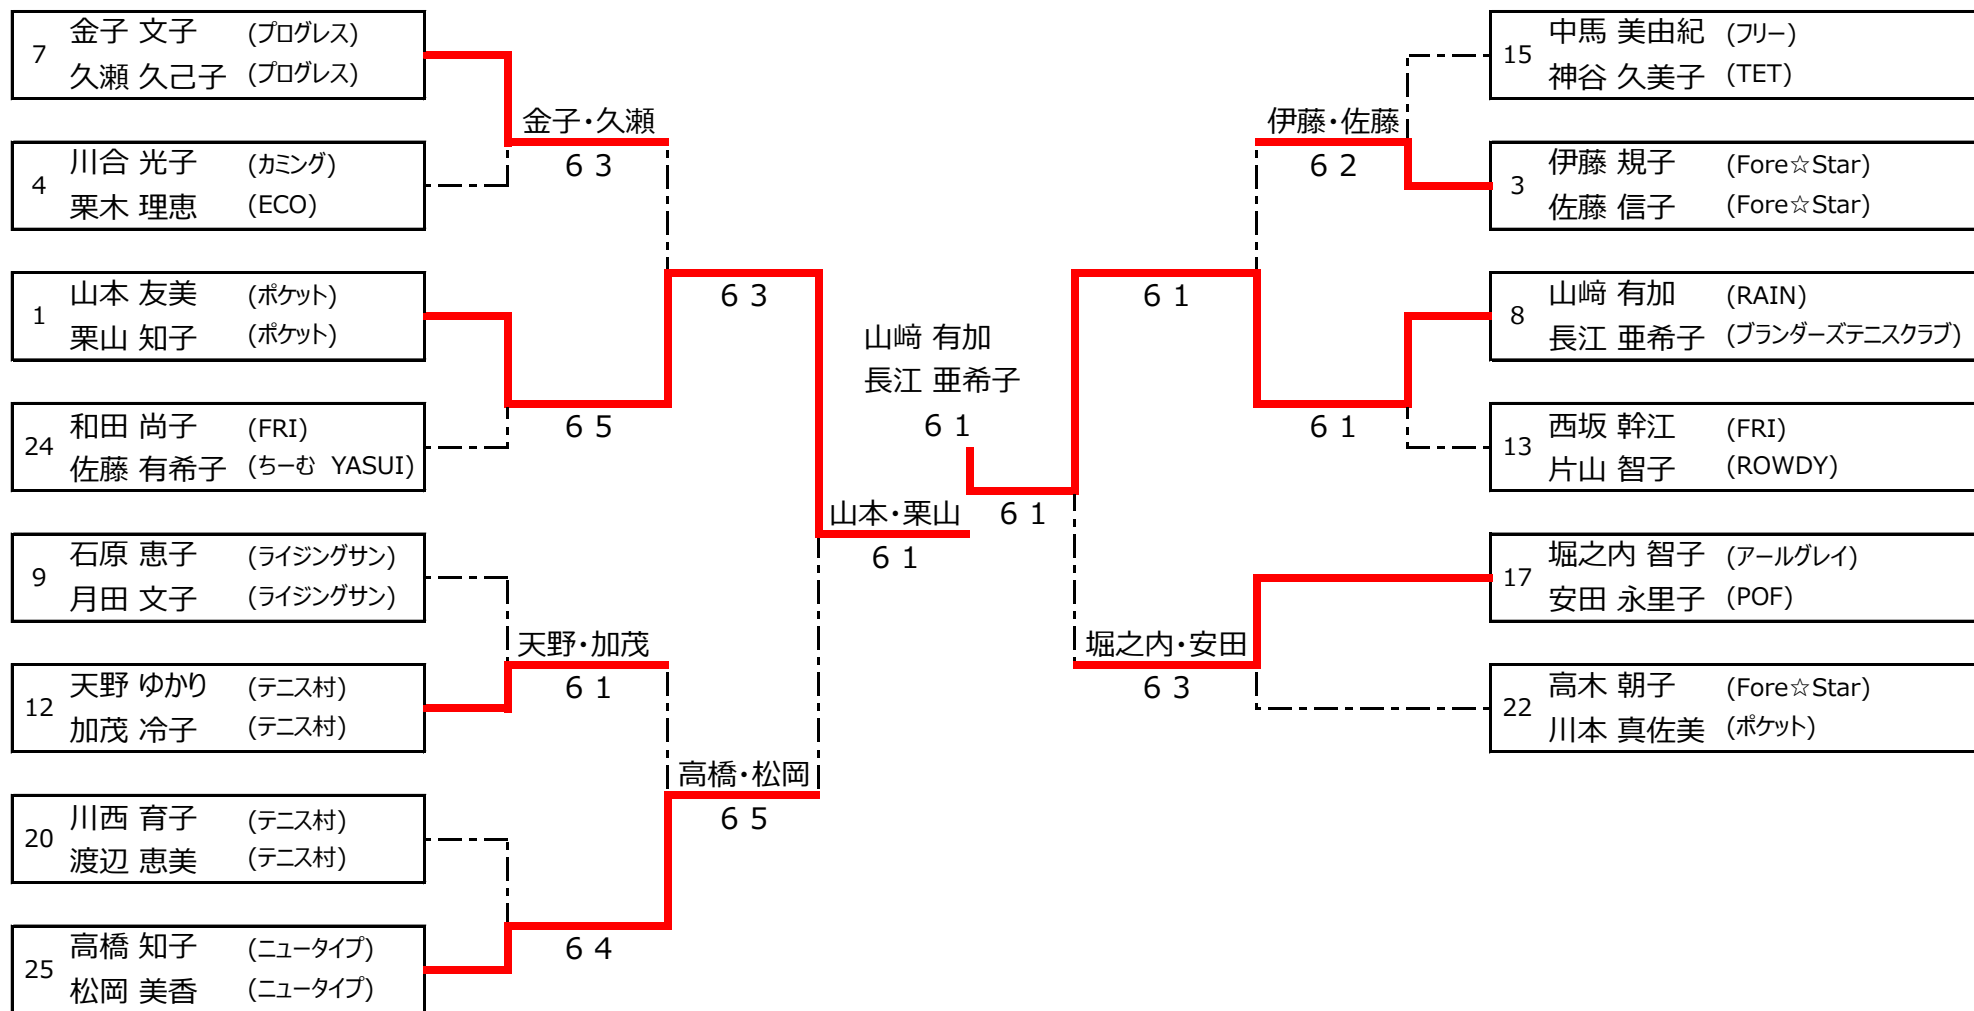 7 金子 文子 (プログレス)
久瀬 久己子 (プログレス)
4 川合 光子 (カミング)
栗木 理恵 (ECO)
1 山本 友美 (ポケット)
栗山 知子 (ポケット)
24 和田 尚子 (FRI)
佐藤 有希子 (ちーむ YASUI)
9 石原 恵子 (ライジングサン)
月田 文子 (ライジングサン)
12 天野 ゆかり (テニス村)
加茂 冷子 (テニス村)
20 川西 育子 (テニス村)
渡辺 恵美 (テニス村)
25 高橋 知子 (ニュータイプ)
松岡 美香 (ニュータイプ)
金子・久瀬
6 3
6 5
天野・加茂
6 1
6 4
6 3
高橋・松岡
6 5
山本・栗山
6 1
山﨑 有加
長江 亜希子
6 1
6 1
6 1
堀之内・安田
6 3
伊藤・佐藤
6 2
6 1
15 中馬 美由紀 (フリー)
神谷 久美子 (TET)
3 伊藤 規子 (Fore☆Star)
佐藤 信子 (Fore☆Star)
8 山﨑 有加 (RAIN)
長江 亜希子 (ブランダーズテニスクラブ)
13 西坂 幹江 (FRI)
片山 智子 (ROWDY)
17 堀之内 智子 (アールグレイ)
安田 永里子 (POF)
22 高木 朝子 (Fore☆Star)
川本 真佐美 (ポケット)